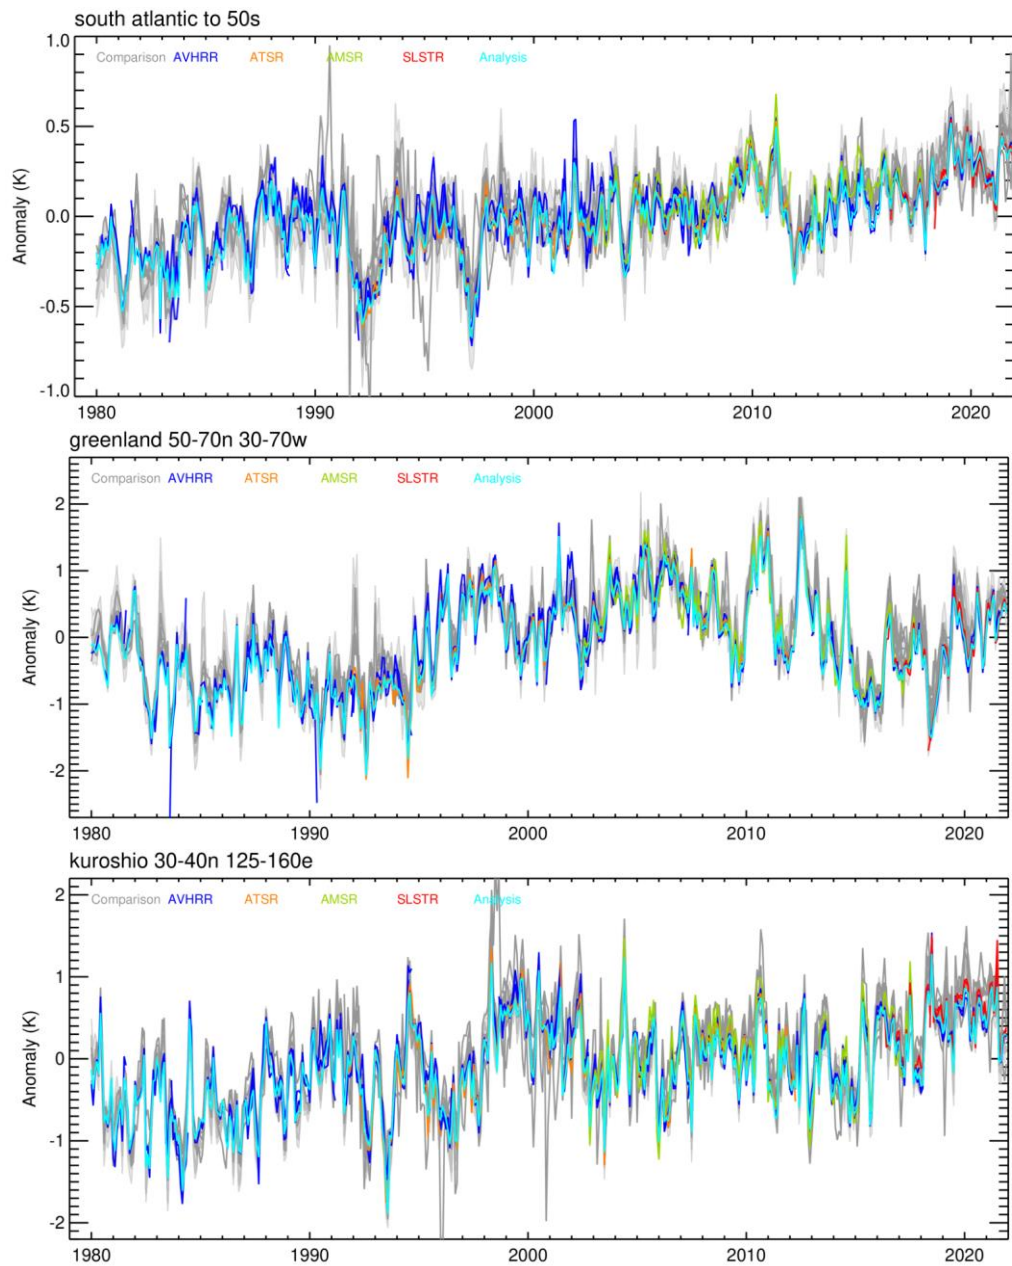 south atlantic to 50s
1.0
Comparison AVHRR ATSR AMSR SLSTR Analysis
0.5
0.0
-0.5
-1.0
Anomaly (K)
1980 1990 2000 2010 2020
greenland 50-70n 30-70w
Comparison AVHRR ATSR AMSR SLSTR Analysis
2
1
0
-1
-2
Anomaly (K)
1980 1990 2000 2010 2020
kuroshio 30-40n 125-160e
2
Comparison AVHRR ATSR AMSR SLSTR Analysis
1
0
-1
-2
Anomaly (K)
1980 1990 2000 2010 2020